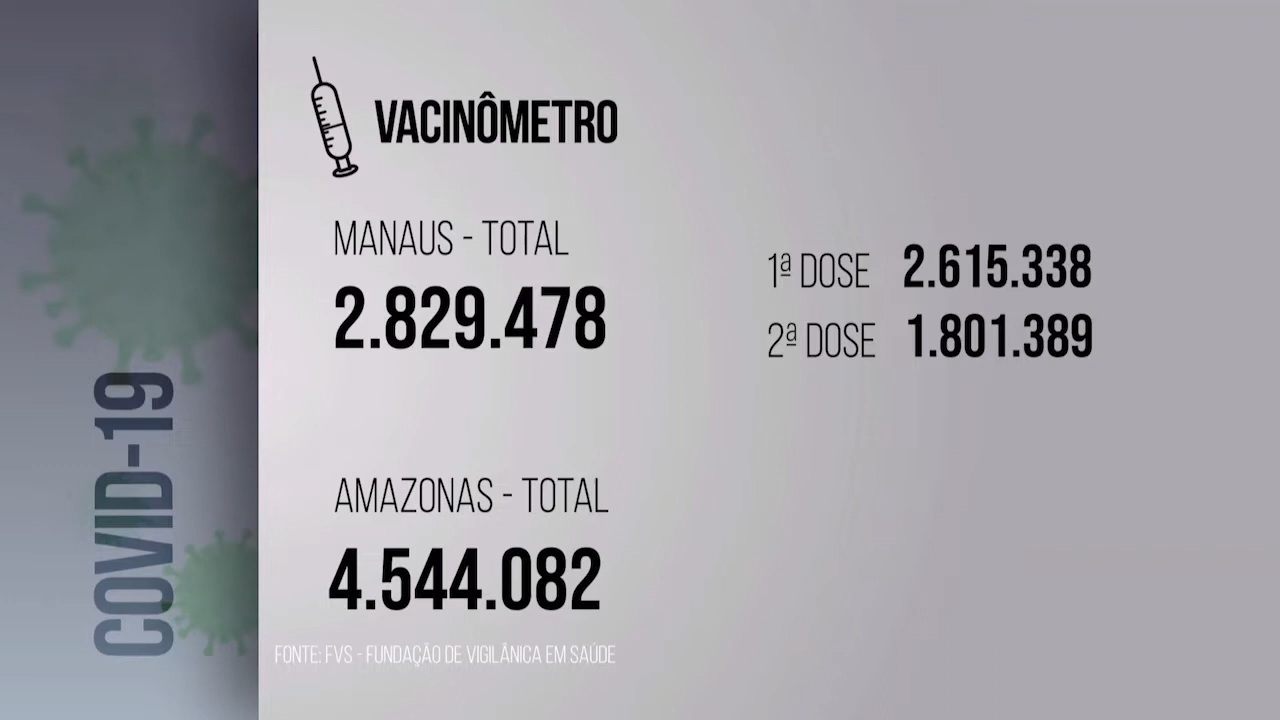 COVID-19
VACINÔMETRO
MANAUS - TOTAL
2.829.478
1ª DOSE 2.615.338
2ª DOSE 1.801.389
AMAZONAS - TOTAL
4.544.082
FONTE: FVS - FUNDAÇÃO DE VIGILÂNICA EM SAÚDE